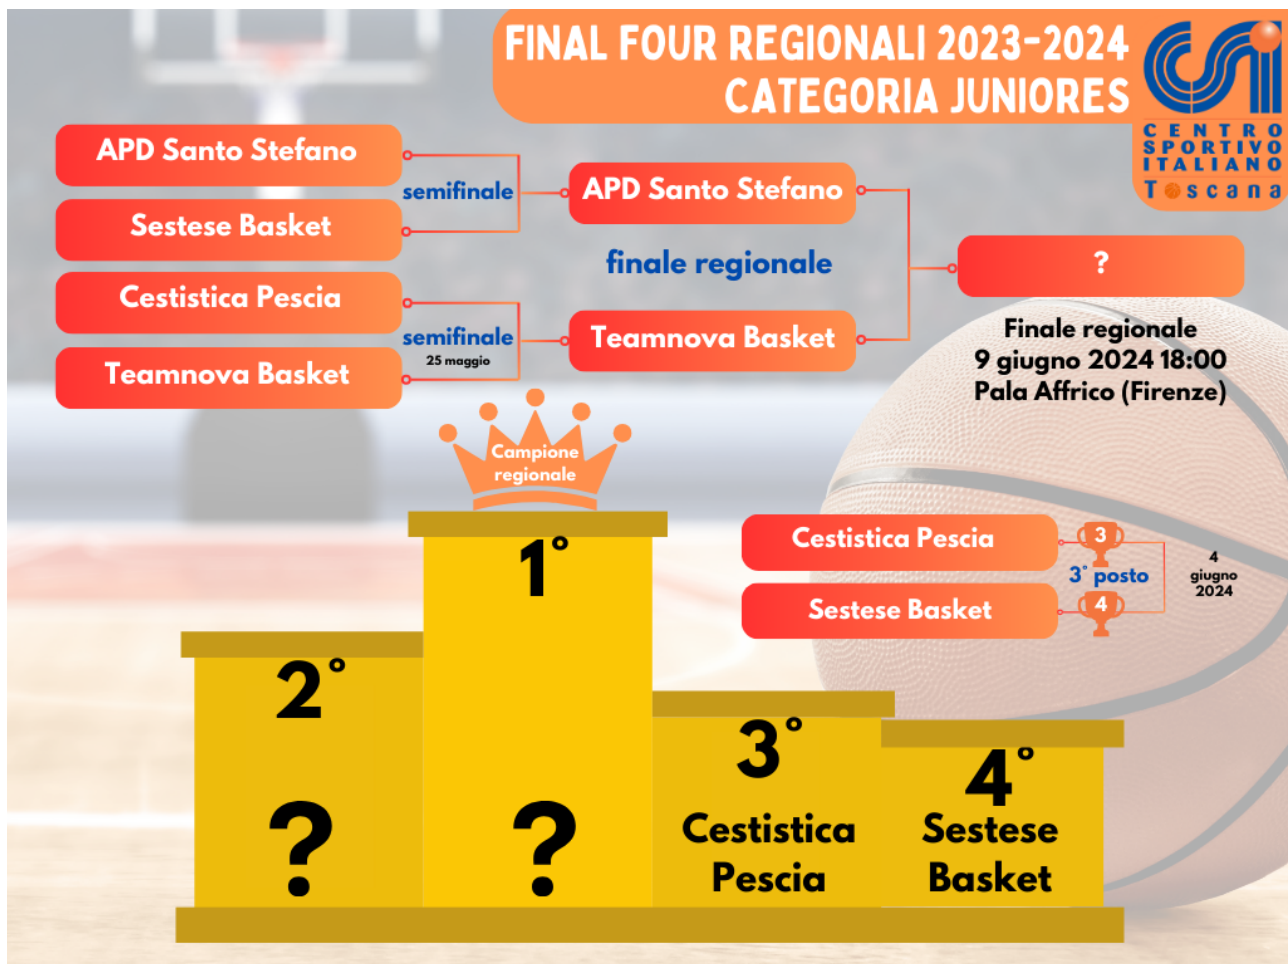 FINAL FOUR REGIONALI 2023-2024
CATEGORIA JUNIORES
CSI
CENTRO
SPORTIVO
ITALIANO
Toscana
APD Santo Stefano
semifinale
Sestese Basket
Cestistica Pescia
semifinale
25 maggio
Teamnova Basket
APD Santo Stefano
finale regionale
Teamnova Basket
?
Finale regionale
9 giugno 2024 18:00
Pala Affrico (Firenze)
Campione
regionale
Cestistica Pescia
3
3° posto
4
giugno
2024
Sestese Basket
4
1°
?
2°
?
3°
Cestistica
Pescia
4°
Sestese
Basket